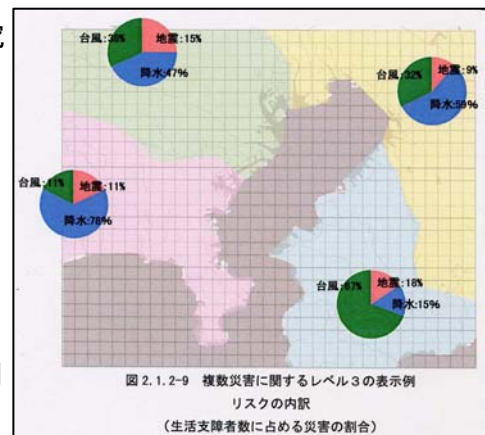 台風:38%
地震:15%
降水:47%
台風:32%
地震:9%
降水:59%
台風:11%
地震:11%
降水:78%
台風:67%
地震:18%
降水:15%
図 2.1.2-9 複数災害に関するレベル3の表示例
リスクの内訳
(生活支障者数に占める災害の割合)